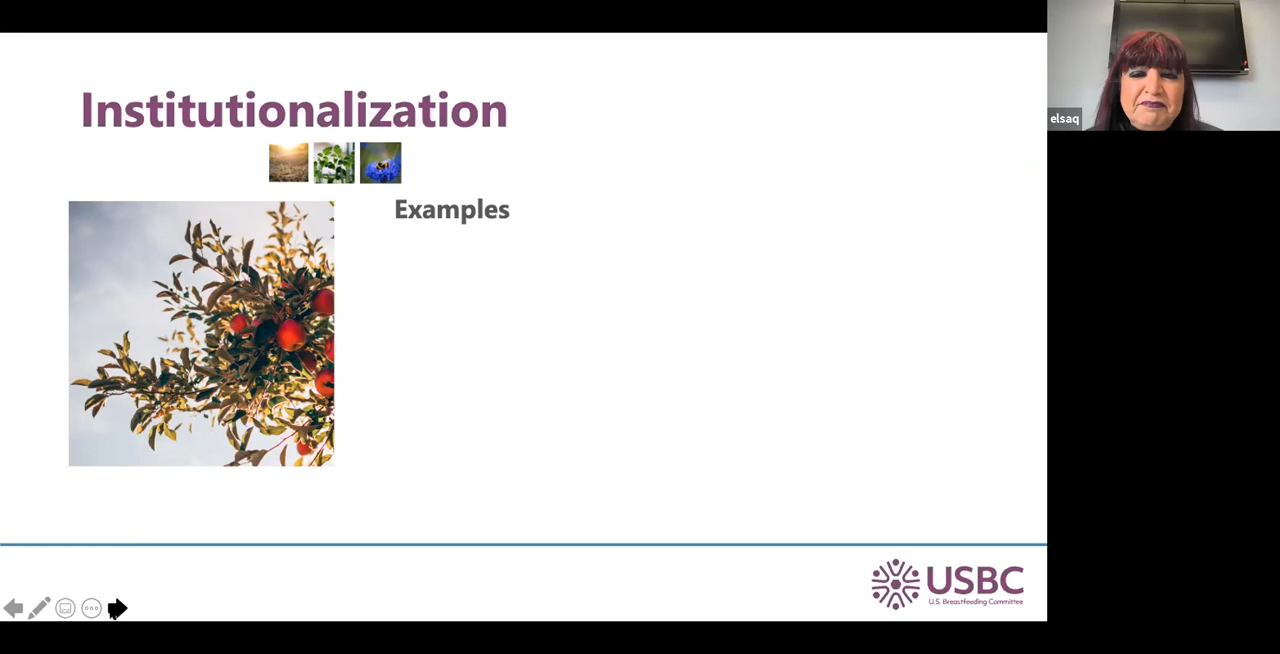 Institutionalization
elsaq
Examples
USBC
U.S. Breastfeeding Committee